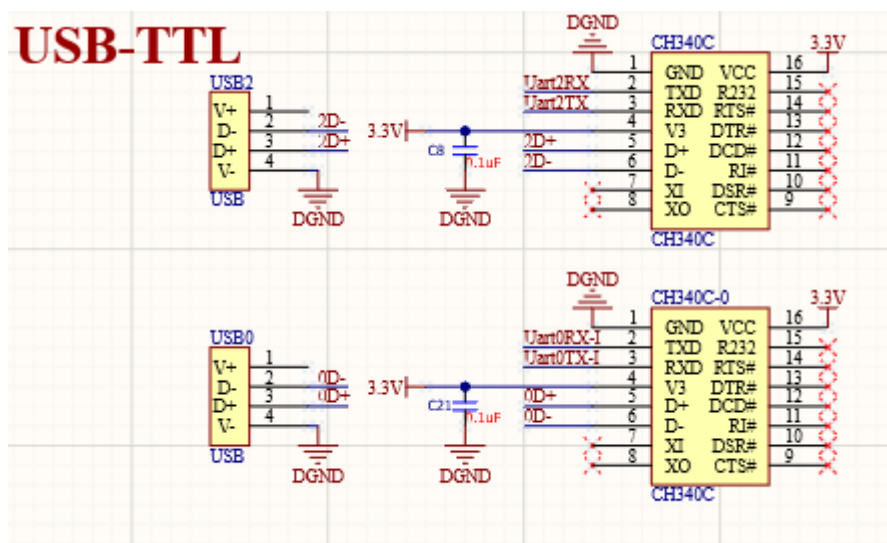 USB-TTL
DGND
CH340C
3.3V
USB2
1 GND VCC 16
Uart2RX 2 TXD R232 15
Uart2TX 3 RXD RTS# 14
V+ 1
D- 2 2D-
D+ 3 2D+
V- 4
3.3V
4 V3 DTR# 13
C8 0.1uF
2D+ 5 D+ DCD# 12
2D- 6 D- RI# 11
7 XI DSR# 10
8 XO CTS# 9
USB
DGND
DGND
CH340C
DGND
CH340C-0
3.3V
USB0
1 GND VCC 16
Uart0RX-I 2 TXD R232 15
Uart0TX-I 3 RXD RTS# 14
V+ 1
D- 2 0D-
D+ 3 0D+
V- 4
3.3V
4 V3 DTR# 13
C21 0.1uF
0D+ 5 D+ DCD# 12
0D- 6 D- RI# 11
7 XI DSR# 10
8 XO CTS# 9
USB
DGND
DGND
CH340C